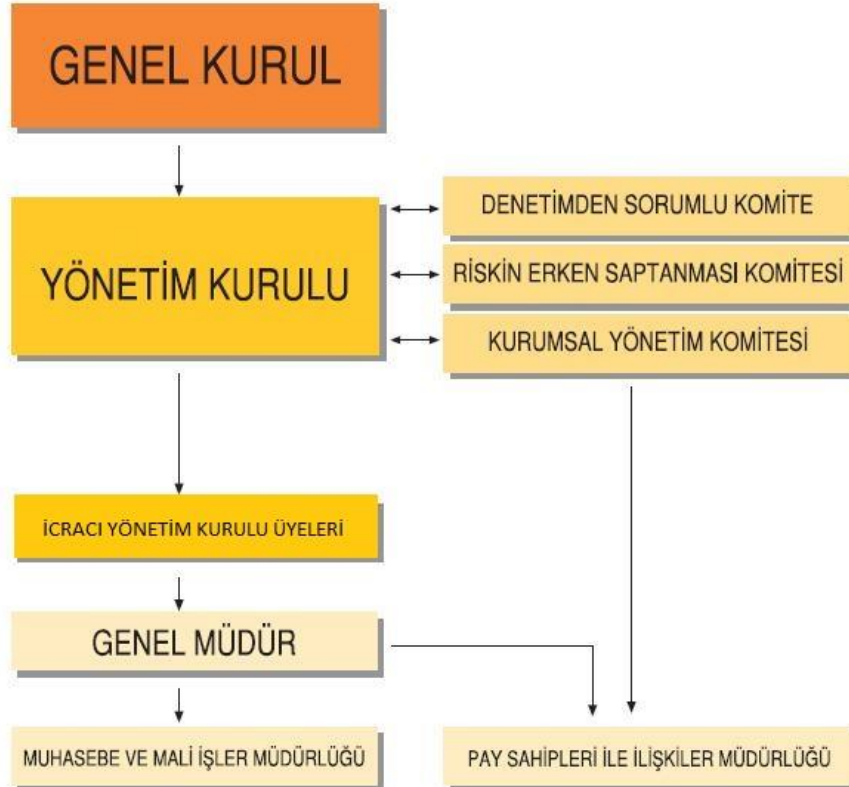 GENEL KURUL
YÖNETİM KURULU
DENETİMDEN SORUMLU KOMİTE
RİSKİN ERKEN SAPTANMASI KOMİTESİ
KURUMSAL YÖNETİM KOMİTESİ
İCRACI YÖNETİM KURULU ÜYELERİ
GENEL MÜDÜR
MUHASEBE VE MALİ İŞLER MÜDÜRLÜĞÜ
PAY SAHİPLERİ İLE İLİŞKİLER MÜDÜRLÜĞÜ